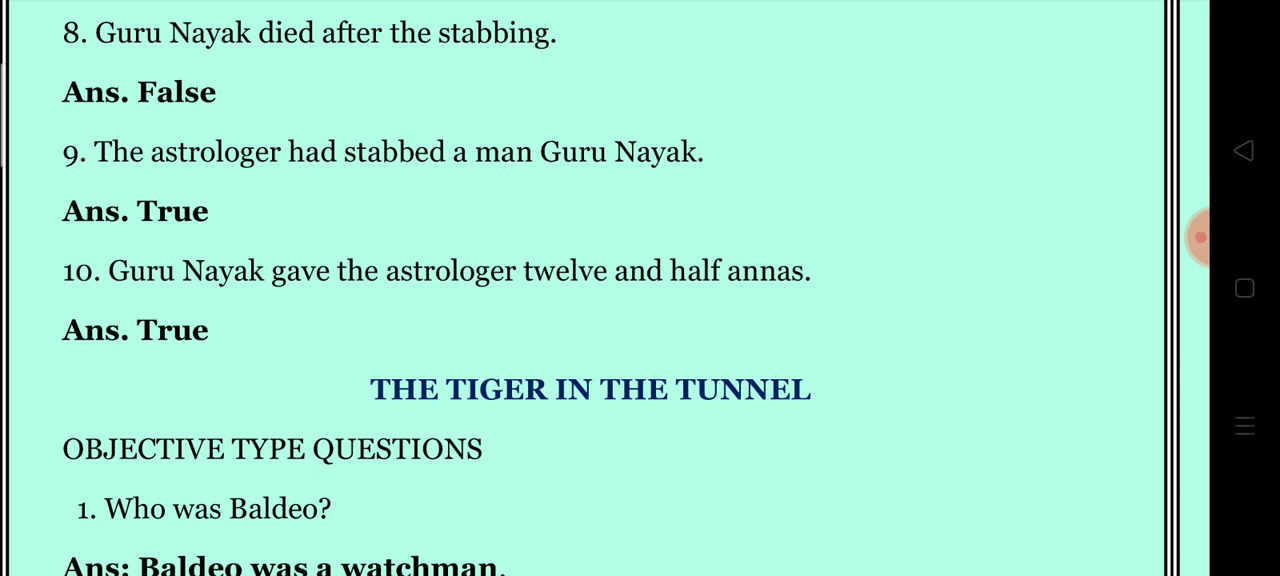 8. Guru Nayak died after the stabbing.
Ans. False
9. The astrologer had stabbed a man Guru Nayak.
Ans. True
10. Guru Nayak gave the astrologer twelve and half annas.
Ans. True
THE TIGER IN THE TUNNEL
OBJECTIVE TYPE QUESTIONS
1. Who was Baldeo?
Ans: Baldeo was a watchman.